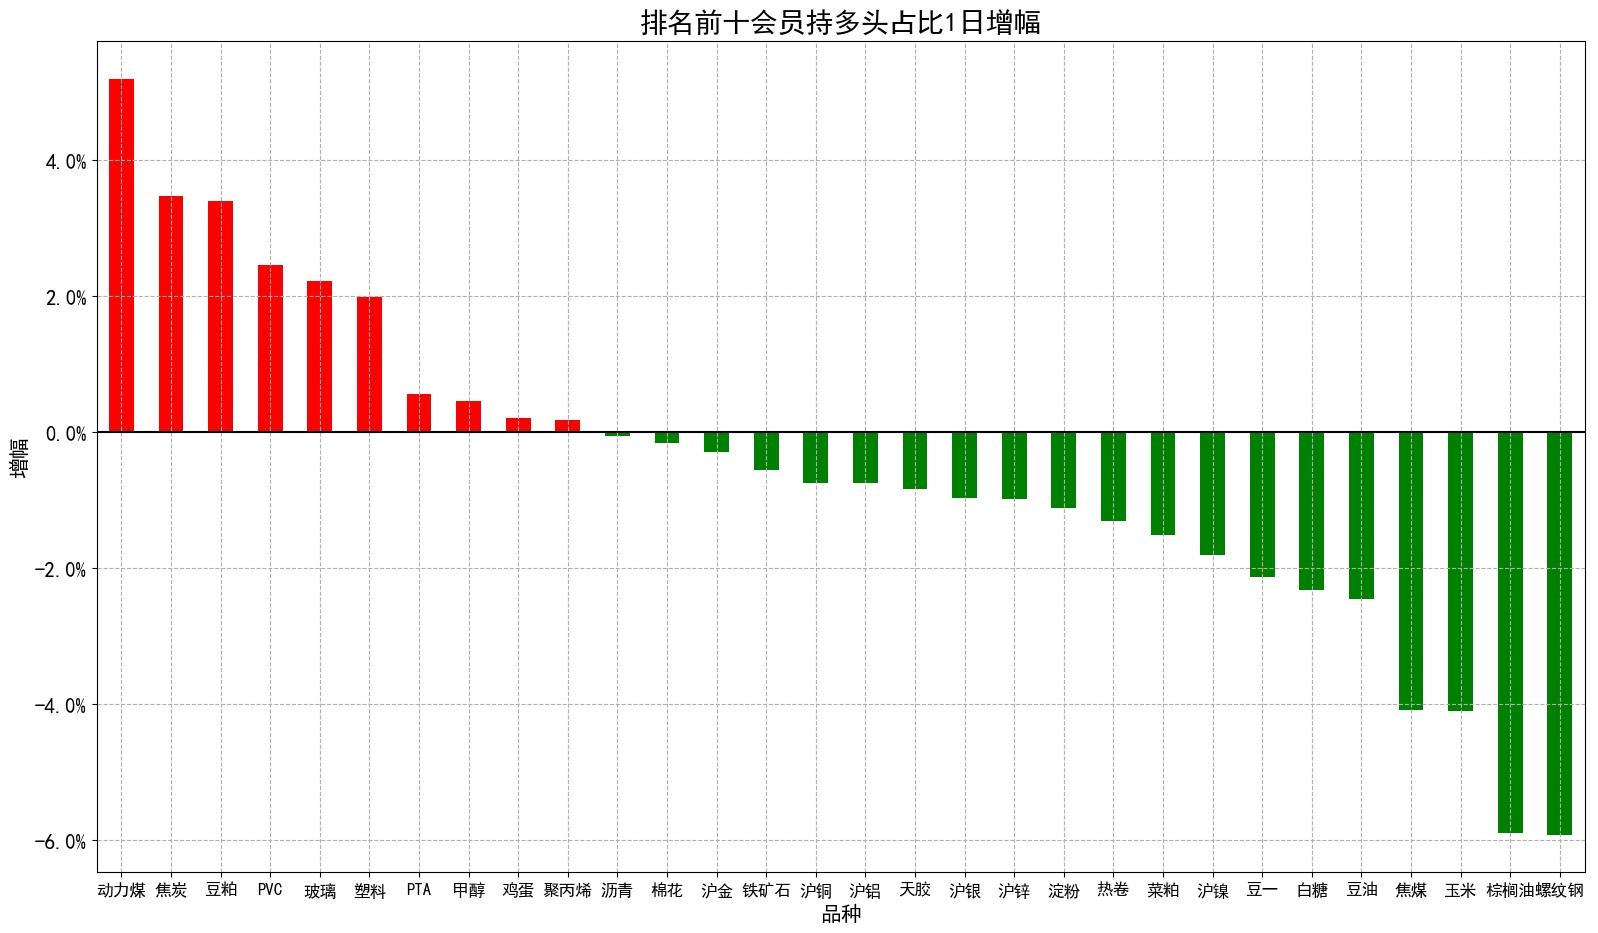 排名前十会员持多头占比1日增幅
4.0%
2.0%
0.0%
−2.0%
−4.0%
−6.0%
增幅
动力煤 焦炭 豆粕 PVC 玻璃 塑料 PTA 甲醇 鸡蛋 聚丙烯 沥青 棉花 沪金 铁矿石 沪铜 沪铝 天胶 沪银 沪锌 淀粉 热卷 菜粕 沪镍 豆一 白糖 豆油 焦煤 玉米 棕榈油 螺纹钢
品种